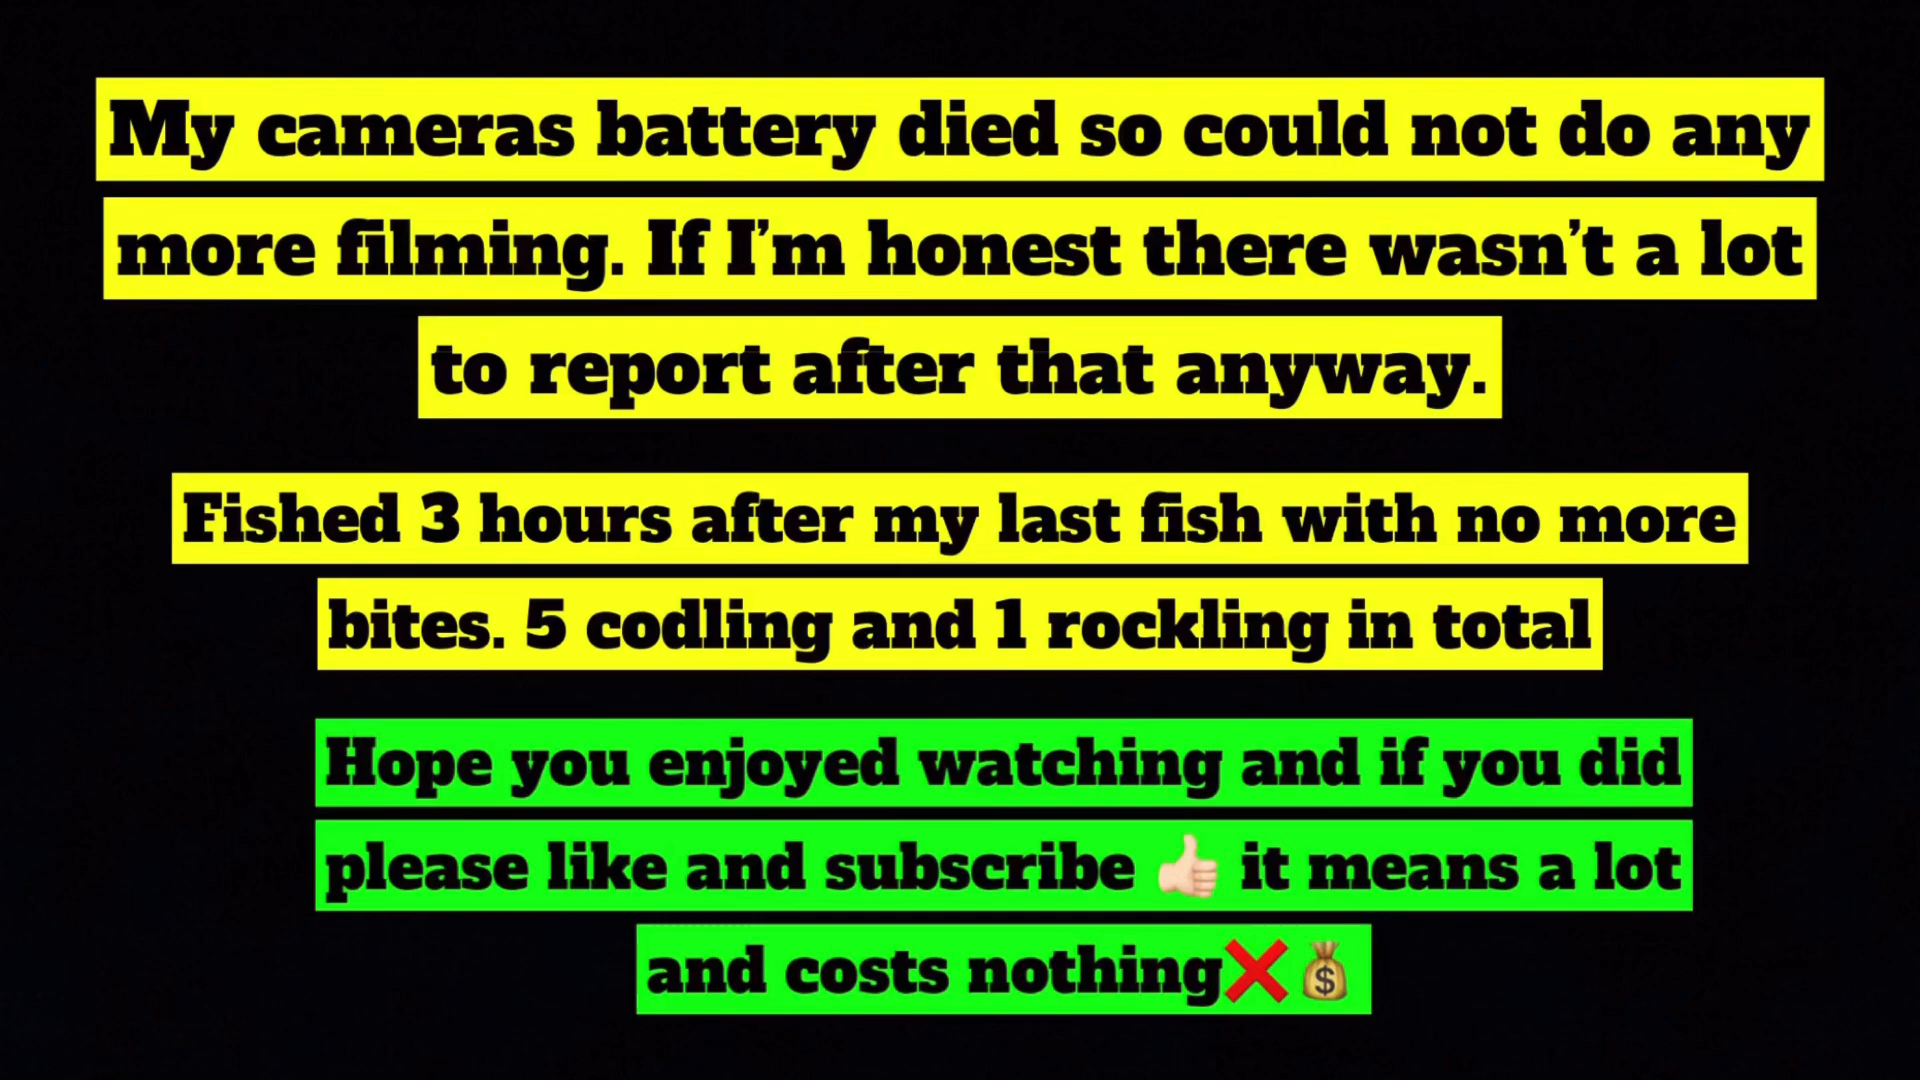 My cameras battery died so could not do any
more filming. If I’m honest there wasn’t a lot
to report after that anyway.
Fished 3 hours after my last fish with no more
bites. 5 codling and 1 rockling in total
Hope you enjoyed watching and if you did
please like and subscribe 👍🏻 it means a lot
and costs nothing❌💰